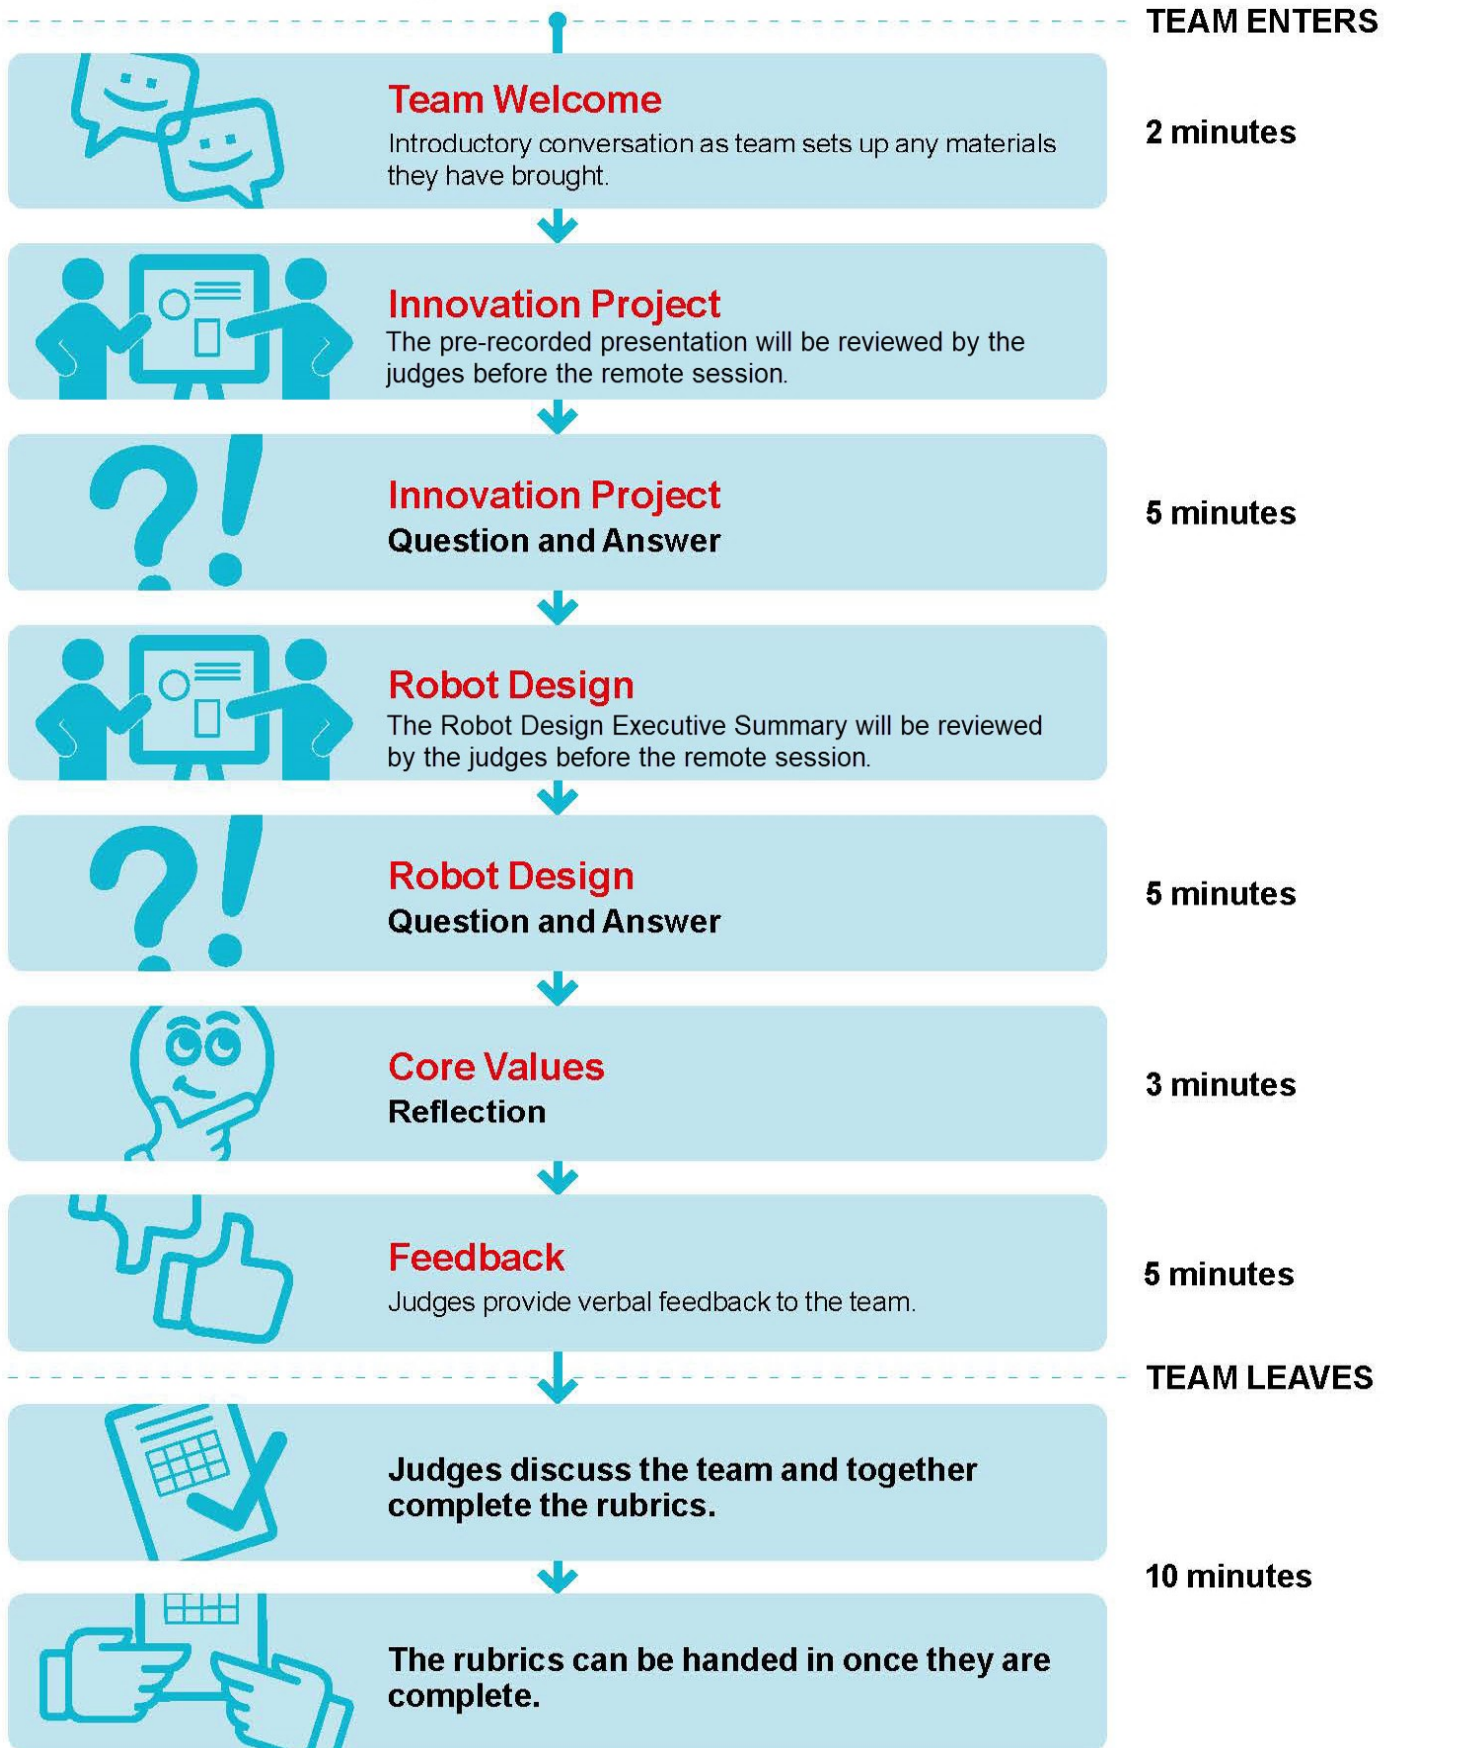 TEAM ENTERS
Team Welcome
Introductory conversation as team sets up any materials
they have brought.
2 minutes
Innovation Project
The pre-recorded presentation will be reviewed by the
judges before the remote session.
Innovation Project
Question and Answer
5 minutes
Robot Design
The Robot Design Executive Summary will be reviewed
by the judges before the remote session.
Robot Design
Question and Answer
5 minutes
Core Values
Reflection
3 minutes
Feedback
Judges provide verbal feedback to the team.
5 minutes
TEAM LEAVES
Judges discuss the team and together
complete the rubrics.
10 minutes
The rubrics can be handed in once they are
complete.